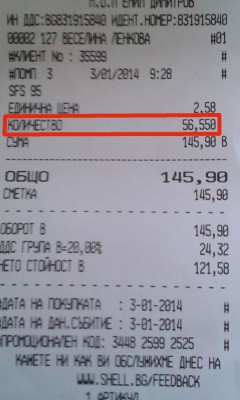 М.О.Л ЕМИЛ ДИМИТРОВ
ИН ДДС:BG831915840 ИДЕНТ.НОМЕР:831915840
00002 127 ВЕСЕЛИНА ЛЕНКОВА #01
#КЛИЕНТ No : 35599 >
#ПОМП 3 3/01/2014 9:28 #
SFS 95
ЕДИНИЧНА ЦЕНА 2,58
КОЛИЧЕСТВО 56,550
СУМА 145,90 В
ОБЩО 145,90
СМЕТКА 145,90
ОБОРОТ В 145,90
ДДС ГРУПА В=20,00% 24,32
НЕТО СТОЙНОСТ В 121,58
#ДАТА НА ПОКУПКАТА : 3-01-2014 #
#ДАТА НА ДАН.СЪБИТИЕ : 3-01-2014 #
#ПРОМОЦИОНАЛЕН КОД: 3448 2599 2525 #
КАЖЕТЕ НИ КАК ВИ ОБСЛУЖИХМЕ ДНЕС НА
WWW.SHELL.BG/FEEDBACK
1 АРТИКУЛ